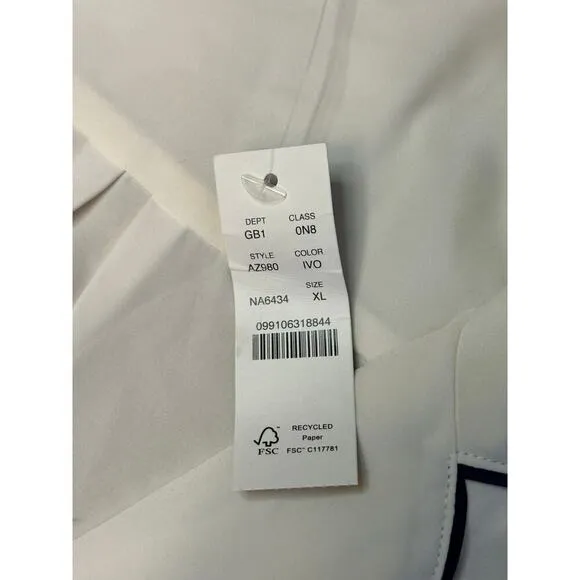 DEPT CLASS
GB1 0N8
STYLE COLOR
AZ980 IVO
SIZE
NA6434 XL
099106318844
FSC
RECYCLED
Paper
FSC™ C117781